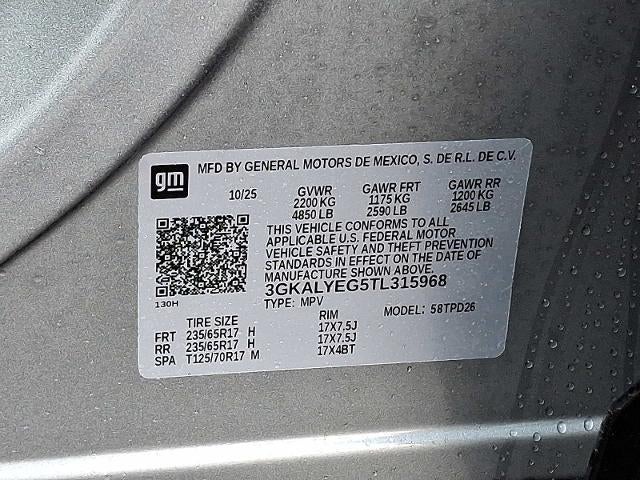 gm
MFD BY GENERAL MOTORS DE MEXICO, S. DE R.L. DE C.V.
10/25 GVWR GAWR FRT GAWR RR
2200 KG 1175 KG 1200 KG
4850 LB 2590 LB 2645 LB
THIS VEHICLE CONFORMS TO ALL
APPLICABLE U.S. FEDERAL MOTOR
VEHICLE SAFETY AND THEFT PREVENTION
STANDARDS IN EFFECT ON THE DATE OF
MANUFACTURE SHOWN ABOVE.
3GKALYEG5TL315968
130H
TYPE: MPV MODEL: 58TPD26
TIRE SIZE RIM
FRT 235/65R17 H 17X7.5J
RR 235/65R17 H 17X7.5J
SPA T125/70R17 M 17X4BT